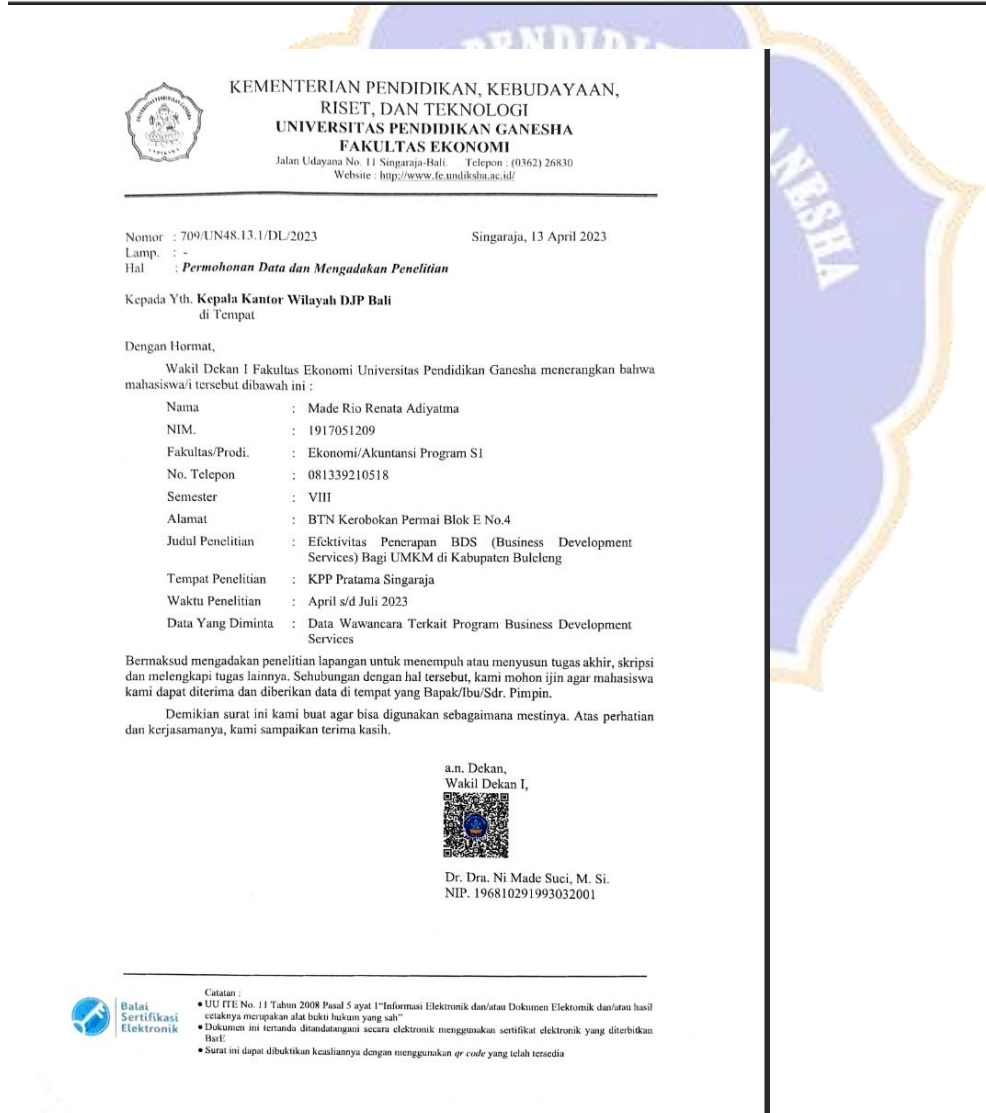 KEMENTERIAN PENDIDIKAN, KEBUDAYAAN,
RISET, DAN TEKNOLOGI
UNIVERSITAS PENDIDIKAN GANESHA
FAKULTAS EKONOMI
Jalan Udayana No. 11 Singaraja-Bali. Telepon : (0362) 26830
Website : http://www.fe.undiksha.ac.id/
Nomor : 709/UN48.13.1/DL/2023 Singaraja, 13 April 2023
Lamp. : -
Hal : Permohonan Data dan Mengadakan Penelitian
Kepada Yth. Kepala Kantor Wilayah DJP Bali
di Tempat
Dengan Hormat,
Wakil Dekan I Fakultas Ekonomi Universitas Pendidikan Ganesha menerangkan bahwa
mahasiswa/i tersebut dibawah ini :
Nama : Made Rio Renata Adiyatma
NIM. : 1917051209
Fakultas/Prodi. : Ekonomi/Akuntansi Program S1
No. Telepon : 081339210518
Semester : VIII
Alamat : BTN Kerobokan Permai Blok E No.4
Judul Penelitian : Efektivitas Penerapan BDS (Business Development
Services) Bagi UMKM di Kabupaten Buleleng
Tempat Penelitian : KPP Pratama Singaraja
Waktu Penelitian : April s/d Juli 2023
Data Yang Diminta : Data Wawancara Terkait Program Business Development
Services
Bermaksud mengadakan penelitian lapangan untuk menempuh atau menyusun tugas akhir, skripsi
dan melengkapi tugas lainnya. Sehubungan dengan hal tersebut, kami mohon ijin agar mahasiswa
kami dapat diterima dan diberikan data di tempat yang Bapak/Ibu/Sdr. Pimpin.
Demikian surat ini kami buat agar bisa digunakan sebagaimana mestinya. Atas perhatian
dan kerjasamanya, kami sampaikan terima kasih.
a.n. Dekan,
Wakil Dekan I,
Dr. Dra. Ni Made Suci, M. Si.
NIP. 196810291993032001
Balai
Sertifikasi
Elektronik
Catatan :
• UU ITE No. 11 Tahun 2008 Pasal 5 ayat 1"Informasi Elektronik dan/atau Dokumen Elektronik dan/atau hasil
cetaknya merupakan alat bukti hukum yang sah"
• Dokumen ini tertanda ditandatangani secara elektronik menggunakan sertifikat elektronik yang diterbitkan
BsrE
• Surat ini dapat dibuktikan keasliannya dengan menggunakan qr code yang telah tersedia